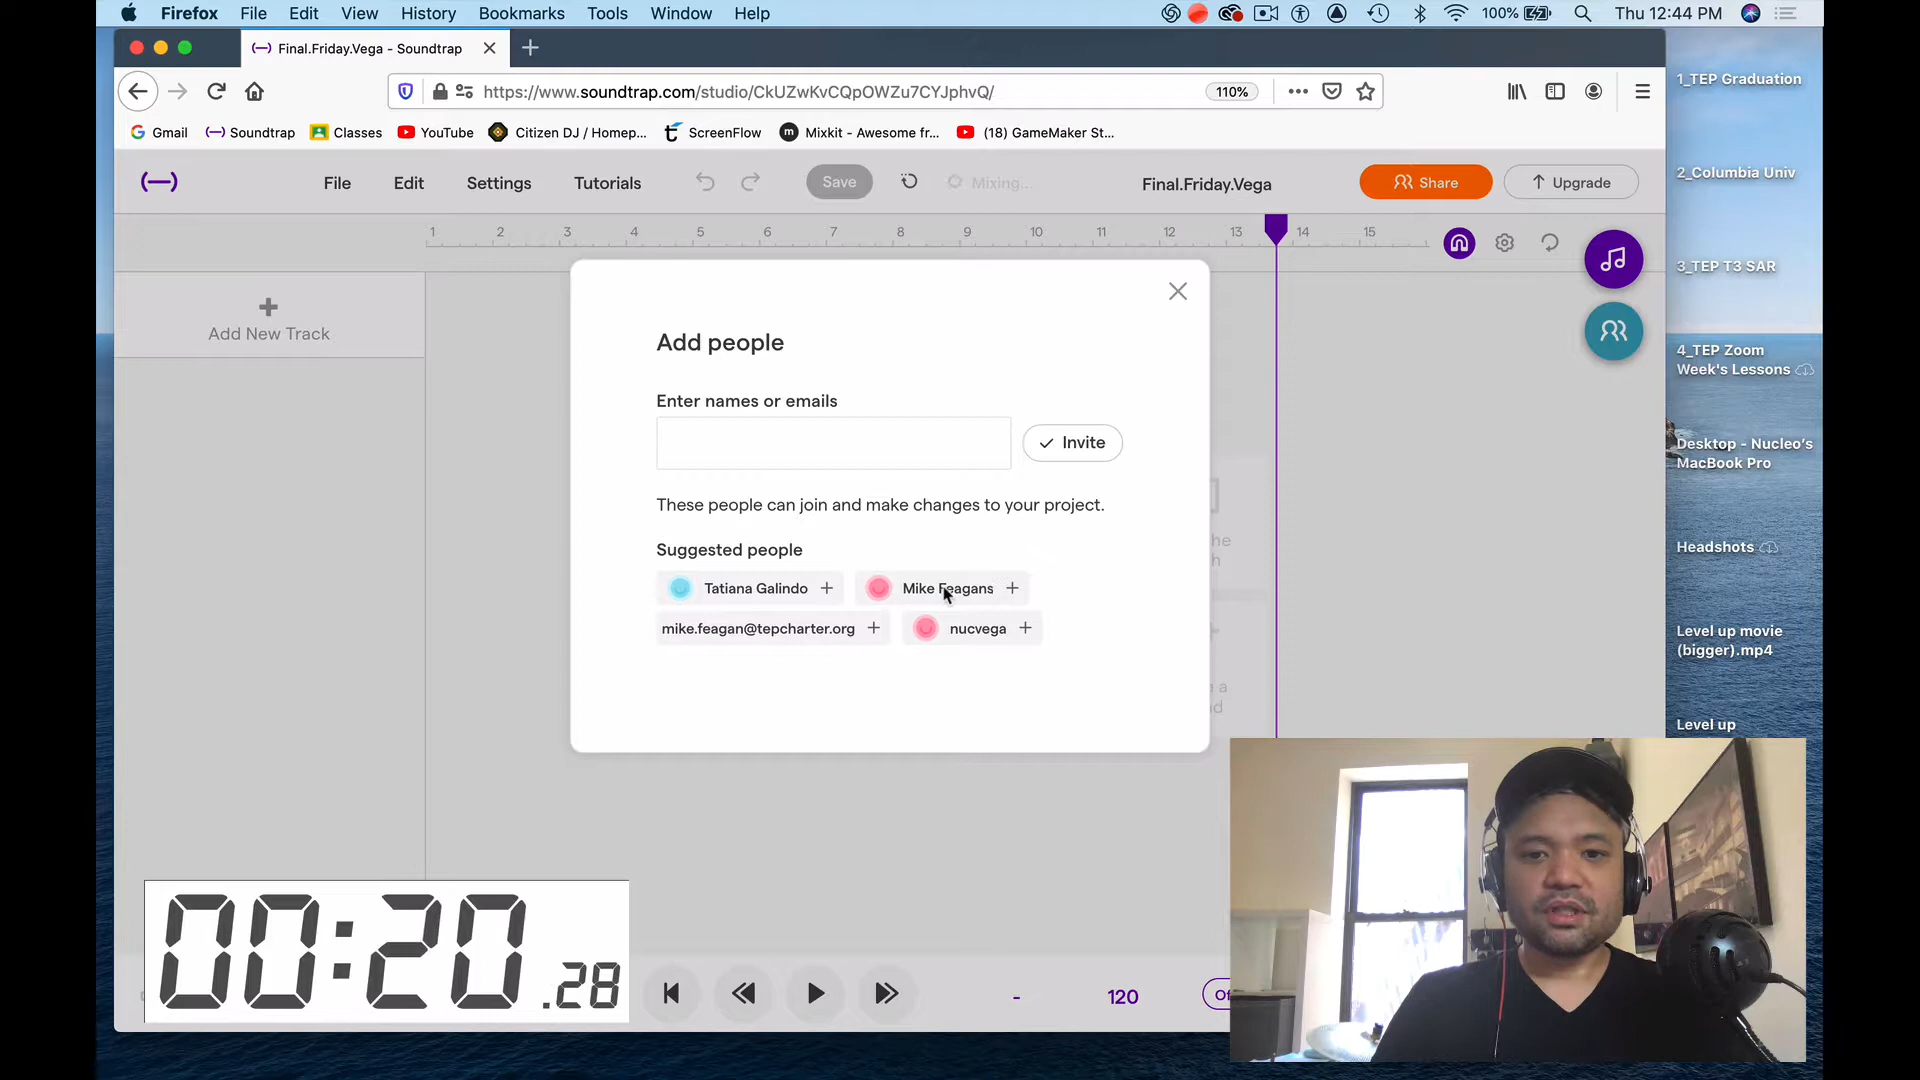 Firefox File Edit View History Bookmarks Tools Window Help 100% Thu 12:44 PM
Final.Friday.Vega - Soundtrap
https://www.soundtrap.com/studio/CkUZwKvCQpOWZu7CYJphvQ/ 110%
Gmail Soundtrap Classes YouTube Citizen DJ / Homep... ScreenFlow Mixkit - Awesome fr... (18) GameMaker St...
File Edit Settings Tutorials Save Mixing... Final.Friday.Vega Share Upgrade
1 2 3 4 5 6 7 8 9 10 11 12 13 14 15
Add New Track
Add people
Enter names or emails
Invite
These people can join and make changes to your project.
Suggested people
Tatiana Galindo Mike Feagans
mike.feagan@tepcharter.org nucvega
00:20.28
- 120
1_TEP Graduation
2_Columbia Univ
3_TEP T3 SAR
4_TEP Zoom
Week's Lessons
Desktop - Nucleo's
MacBook Pro
Headshots
Level up movie
(bigger).mp4
Level up